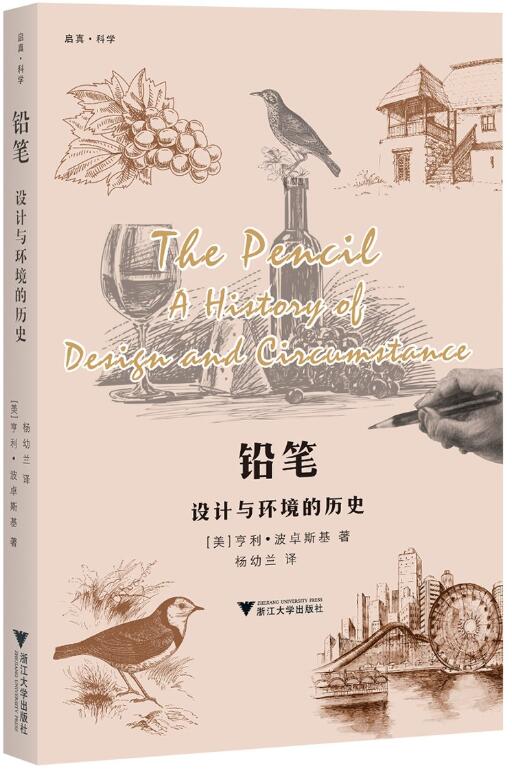 启真·科学
铅笔
设计与环境的历史
[美]亨利·波卓斯基 著
杨幼兰 译
浙江大学出版社
ZHEJIANG UNIVERSITY PRESS
启真·科学
The Pencil
A History of
Design and Circumstance
铅笔
设计与环境的历史
[美]亨利·波卓斯基 著
杨幼兰 译
ZHEJIANG UNIVERSITY PRESS
浙江大学出版社